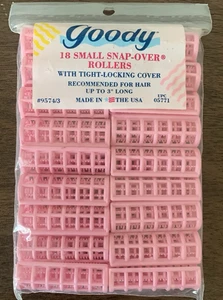 goody®
18 SMALL SNAP-OVER®
ROLLERS
WITH TIGHT-LOCKING COVER
RECOMMENDED FOR HAIR
UP TO 3" LONG
#9574/3 MADE IN THE USA UPC 05771